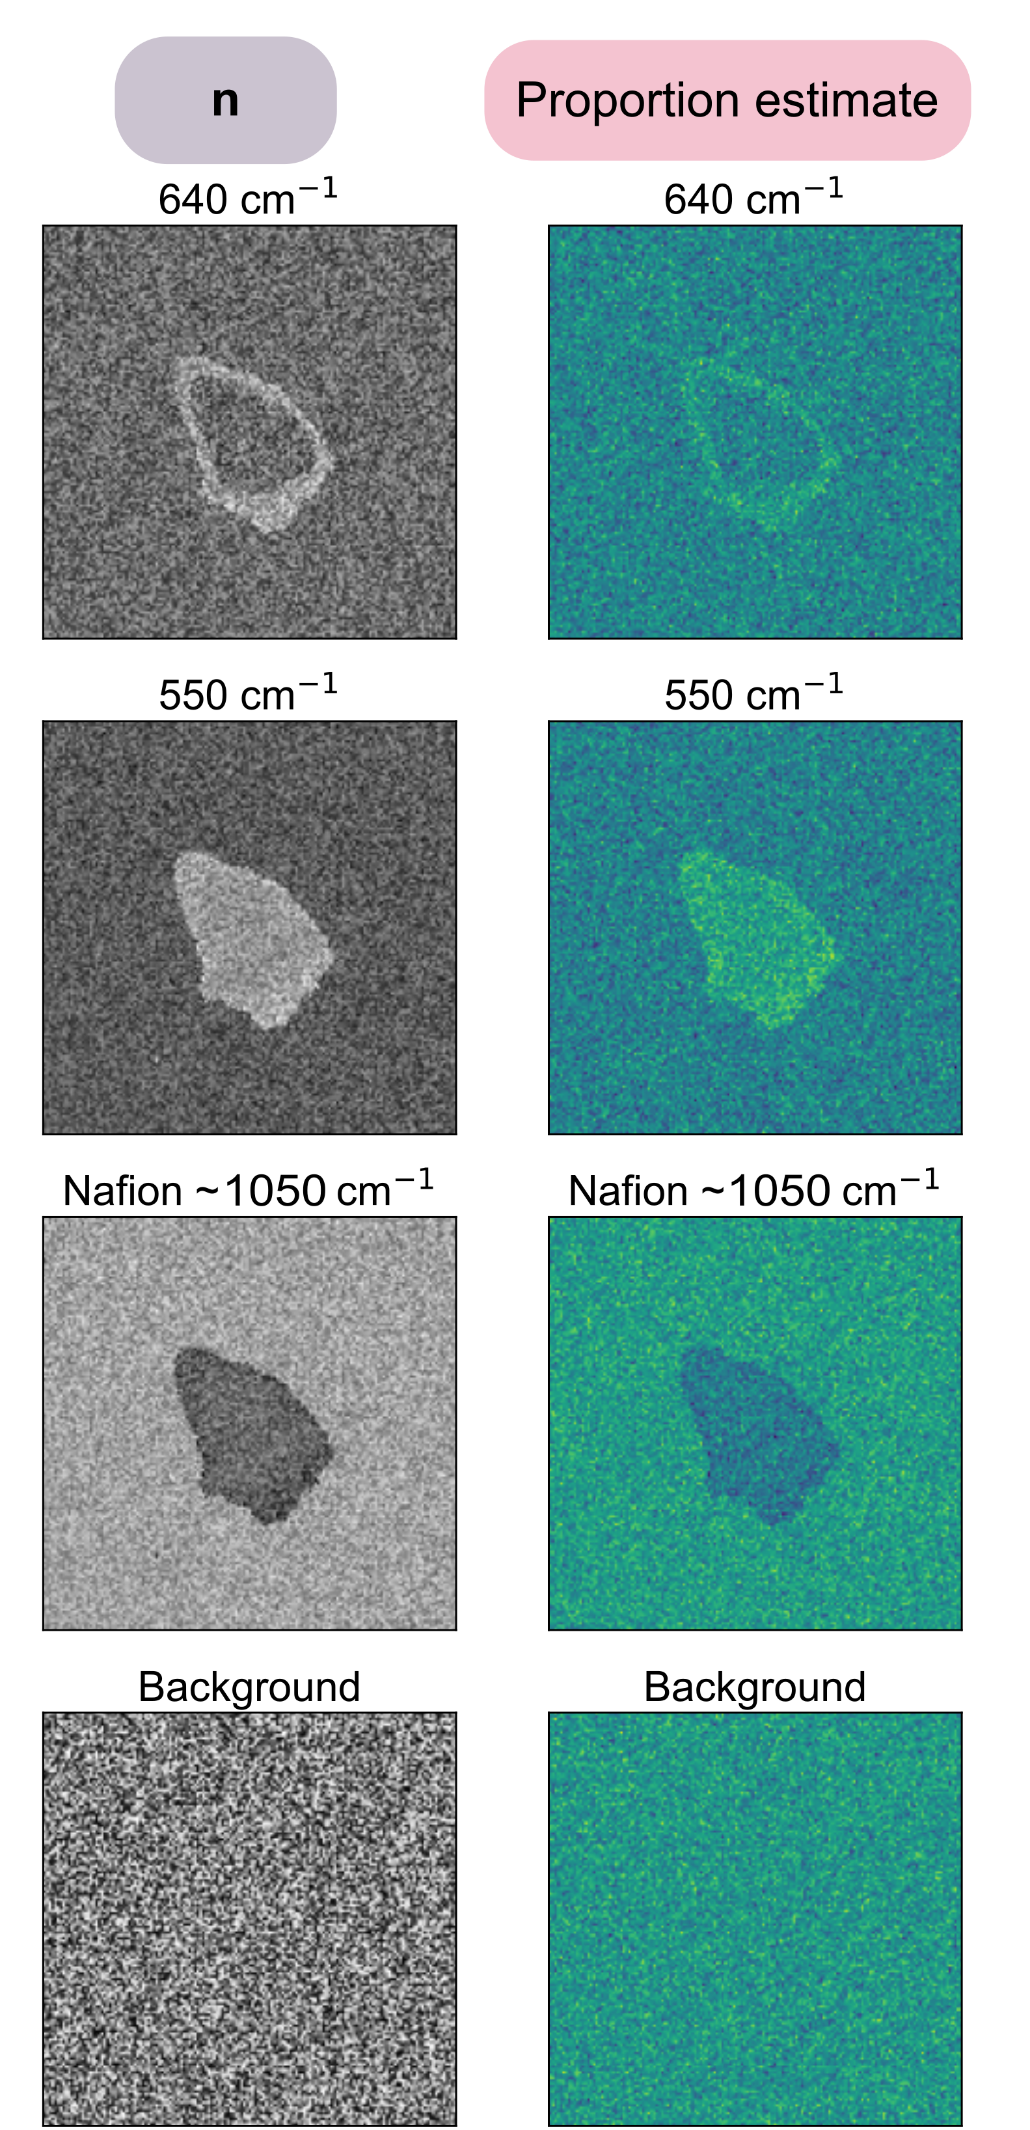 n
Proportion estimate
640 cm⁻¹
640 cm⁻¹
550 cm⁻¹
550 cm⁻¹
Nafion ~1050 cm⁻¹
Nafion ~1050 cm⁻¹
Background
Background